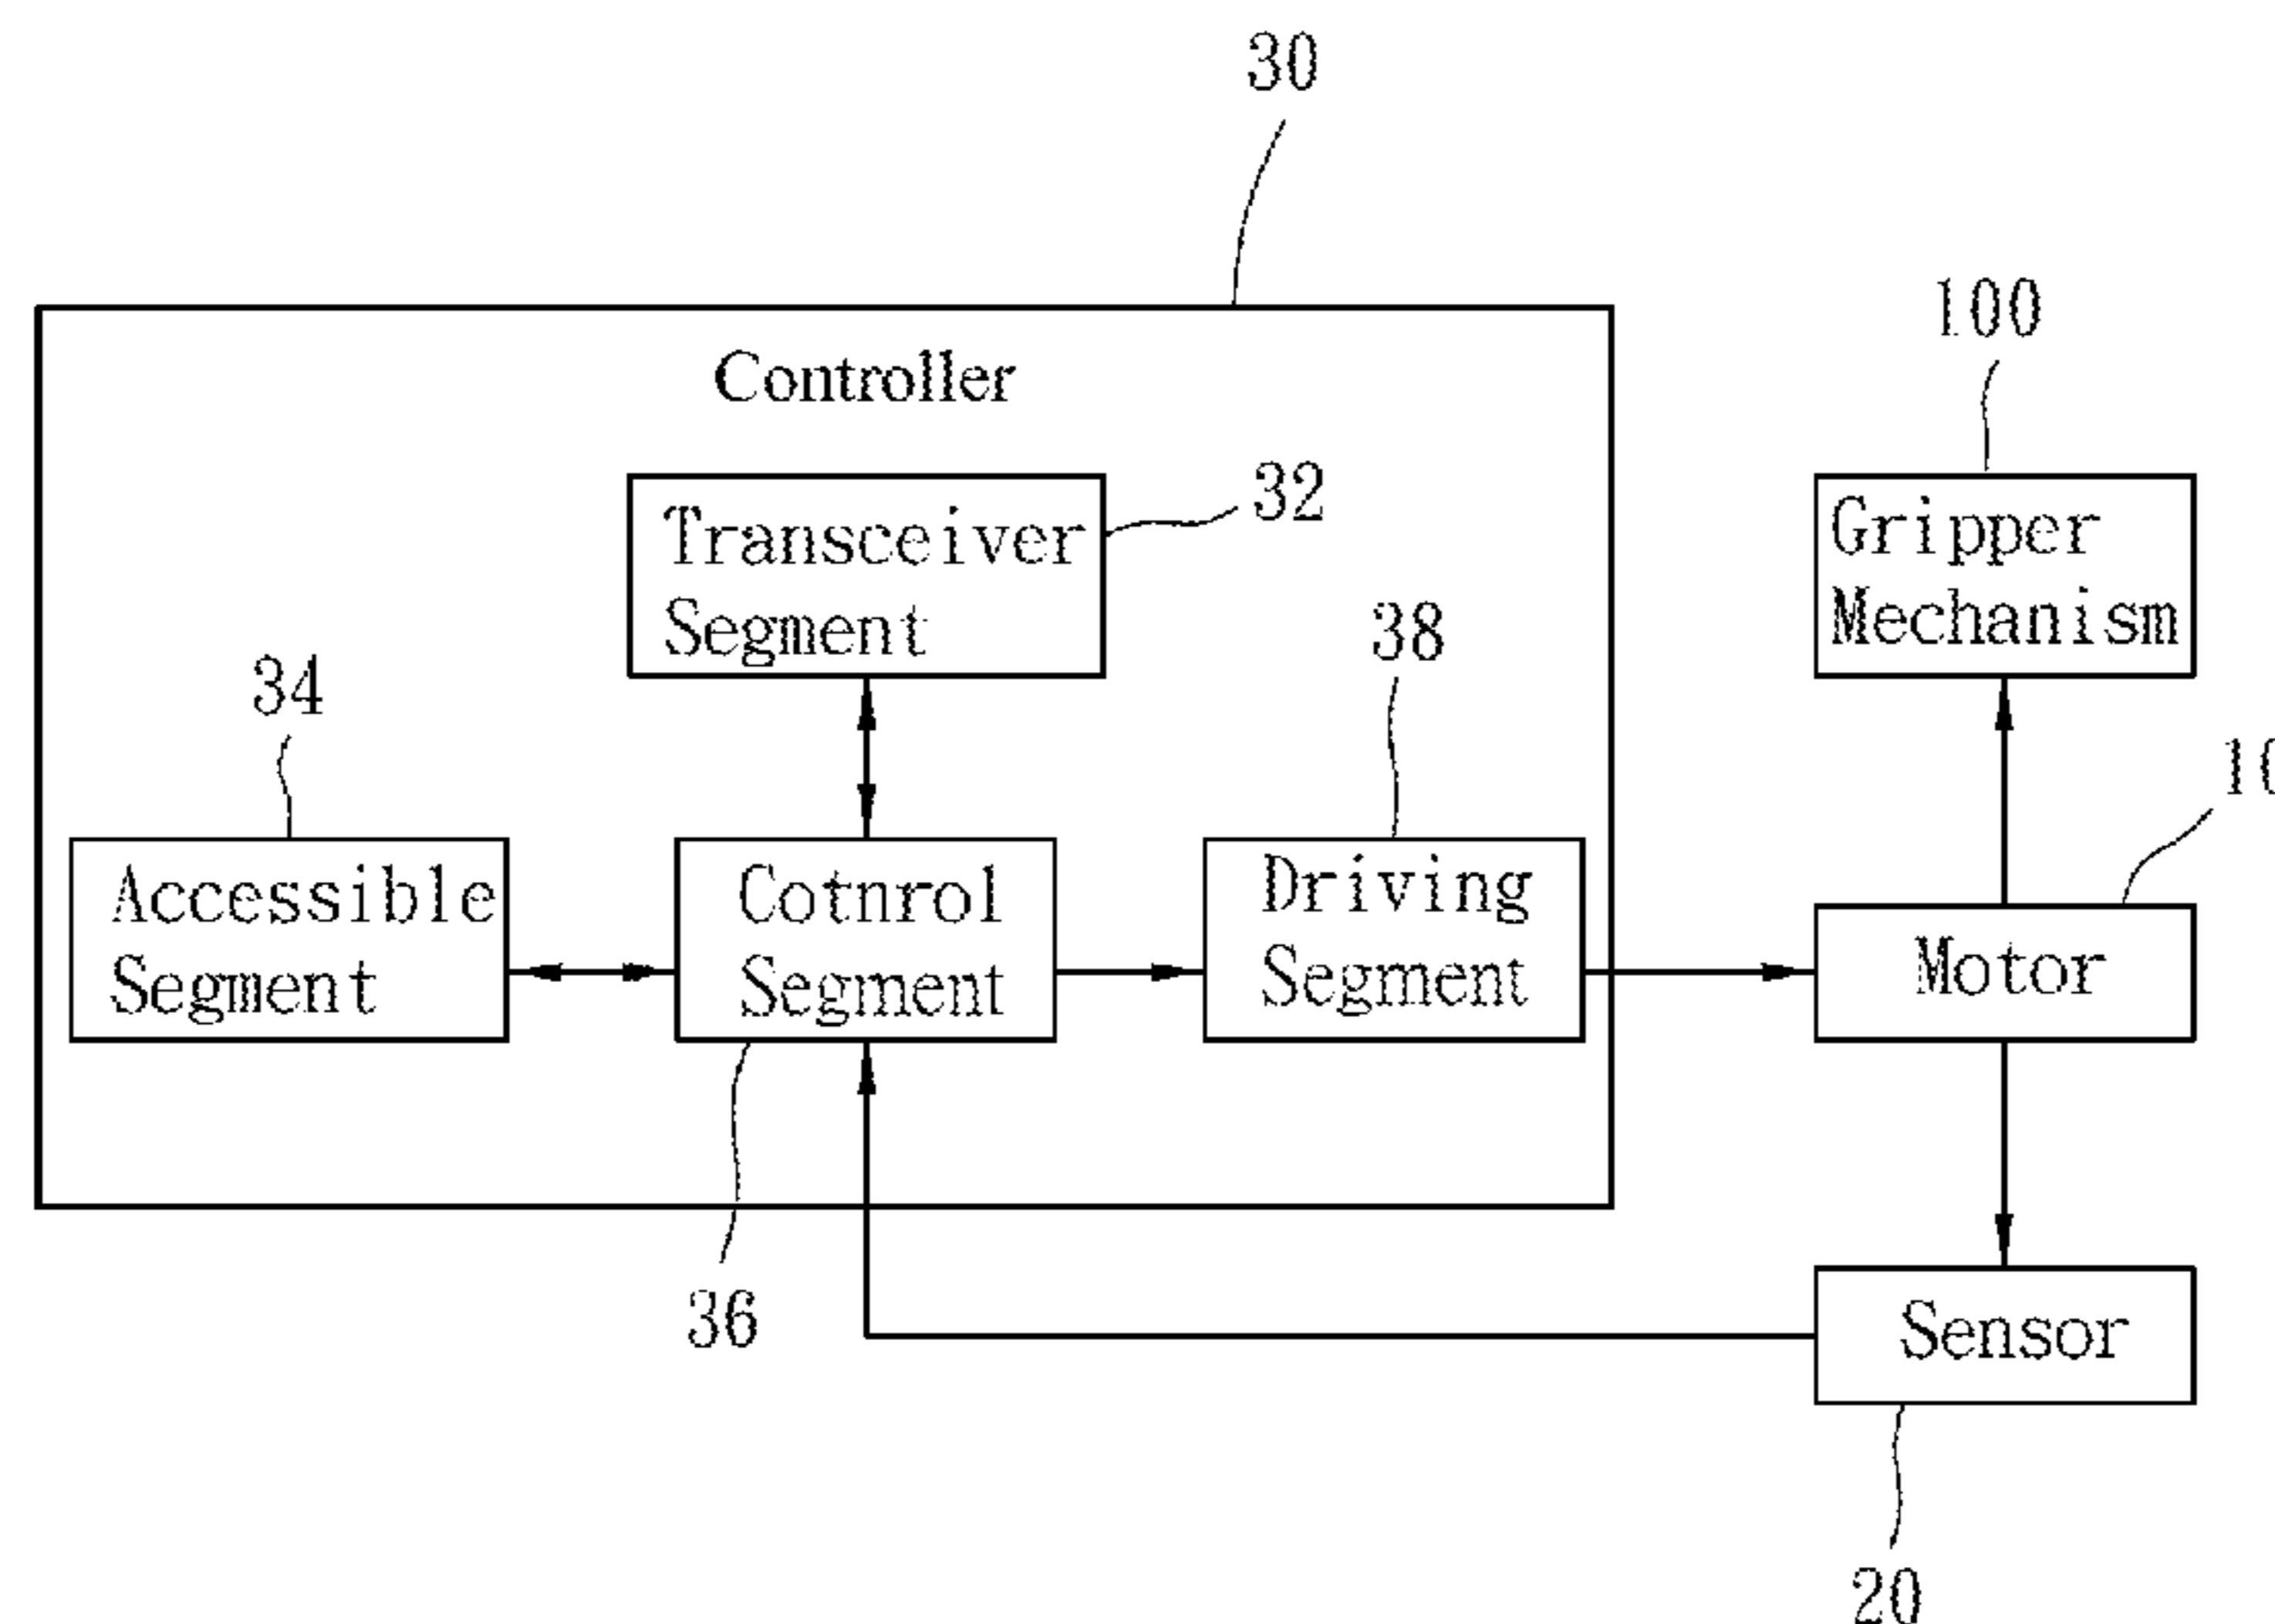 30
100
Controller
32
Transceiver
Segment
Gripper
Mechanism
38
34
10
Accessible
Segment
Cotnrol
Segment
Driving
Segment
Motor
36
Sensor
20